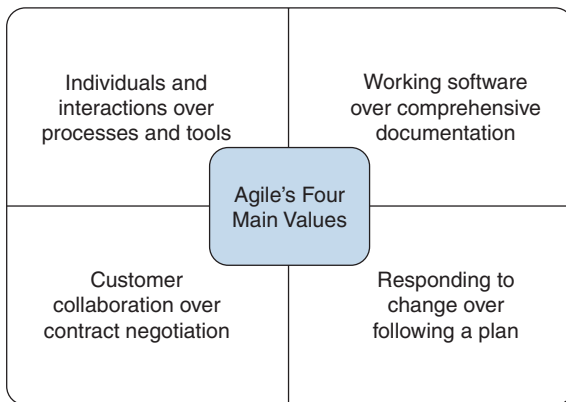 Individuals and
interactions over
processes and tools
Working software
over comprehensive
documentation
Agile’s Four
Main Values
Customer
collaboration over
contract negotiation
Responding to
change over
following a plan